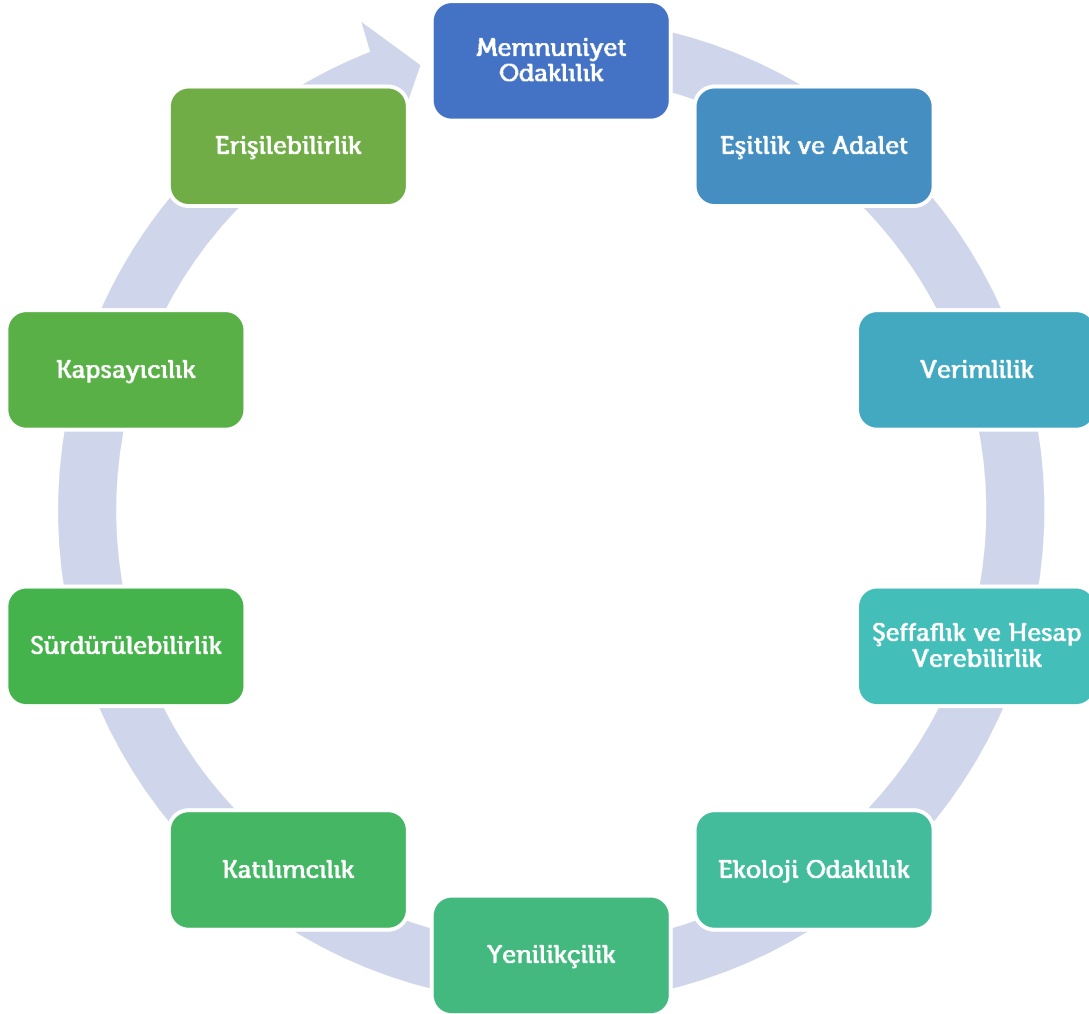 Memnuniyet
Odaklılık
Eşitlik ve Adalet
Verimlilik
Şeffaflık ve Hesap
Verebilirlik
Ekoloji Odaklılık
Yenilikçilik
Katılımcılık
Sürdürülebilirlik
Kapsayıcılık
Erişilebilirlik